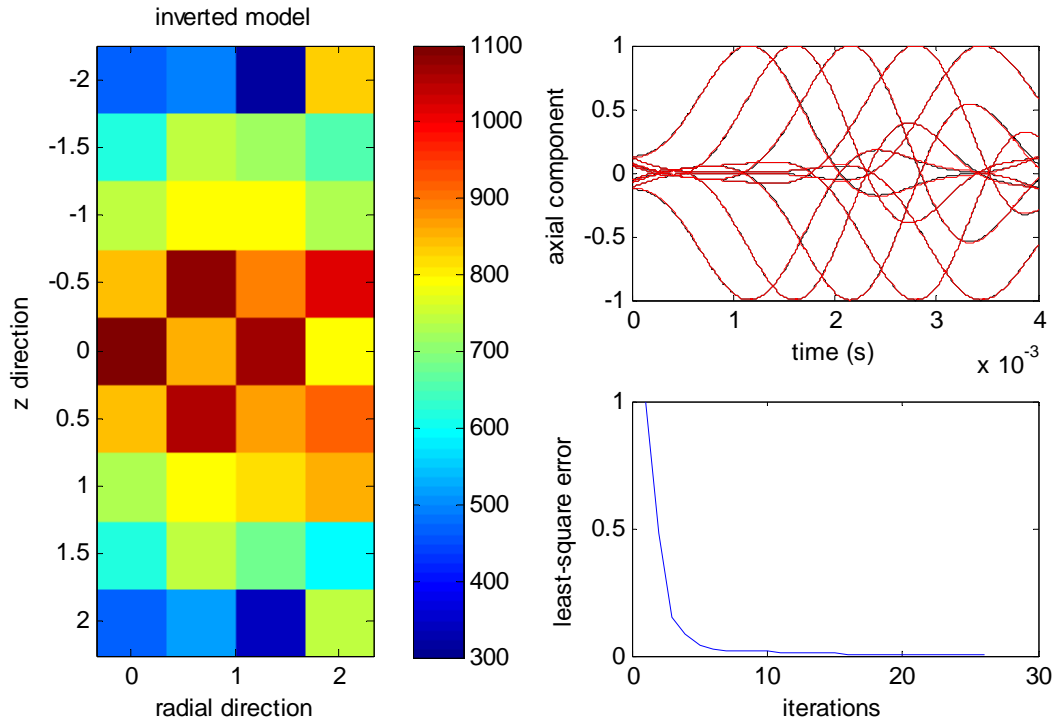 inverted model
-2
-1.5
-1
-0.5
0
0.5
1
1.5
2
z direction
0 1 2
radial direction
1100
1000
900
800
700
600
500
400
300
1
0.5
0
-0.5
-1
axial component
0 1 2 3 4
time (s)
x 10^-3
1
0.5
0
least-square error
0 10 20 30
iterations